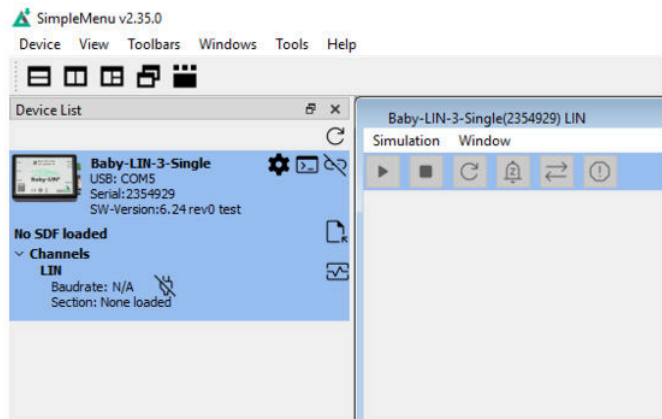 SimpleMenu v2.35.0
Device View Toolbars Windows Tools Help
Device List
Baby-LIN-3-Single
USB: COM5
Serial:2354929
SW-Version:6.24 rev0 test
No SDF loaded
Channels
LIN
Baudrate: N/A
Section: None loaded
Baby-LIN-3-Single(2354929) LIN
Simulation Window